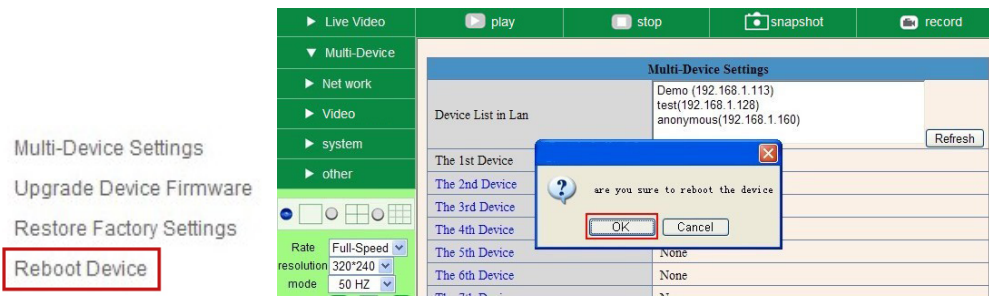 Multi-Device Settings
Upgrade Device Firmware
Restore Factory Settings
Reboot Device
Live Video
play
stop
snapshot
record
Multi-Device
Net work
Video
system
other
Rate Full-Speed
resolution 320*240
mode 50 HZ
Multi-Device Settings
Device List in Lan
Demo (192.168.1.113)
test(192.168.1.128)
anonymous(192.168.1.160)
Refresh
The 1st Device
The 2nd Device
The 3rd Device
The 4th Device
The 5th Device None
The 6th Device None
are you sure to reboot the device
OK Cancel